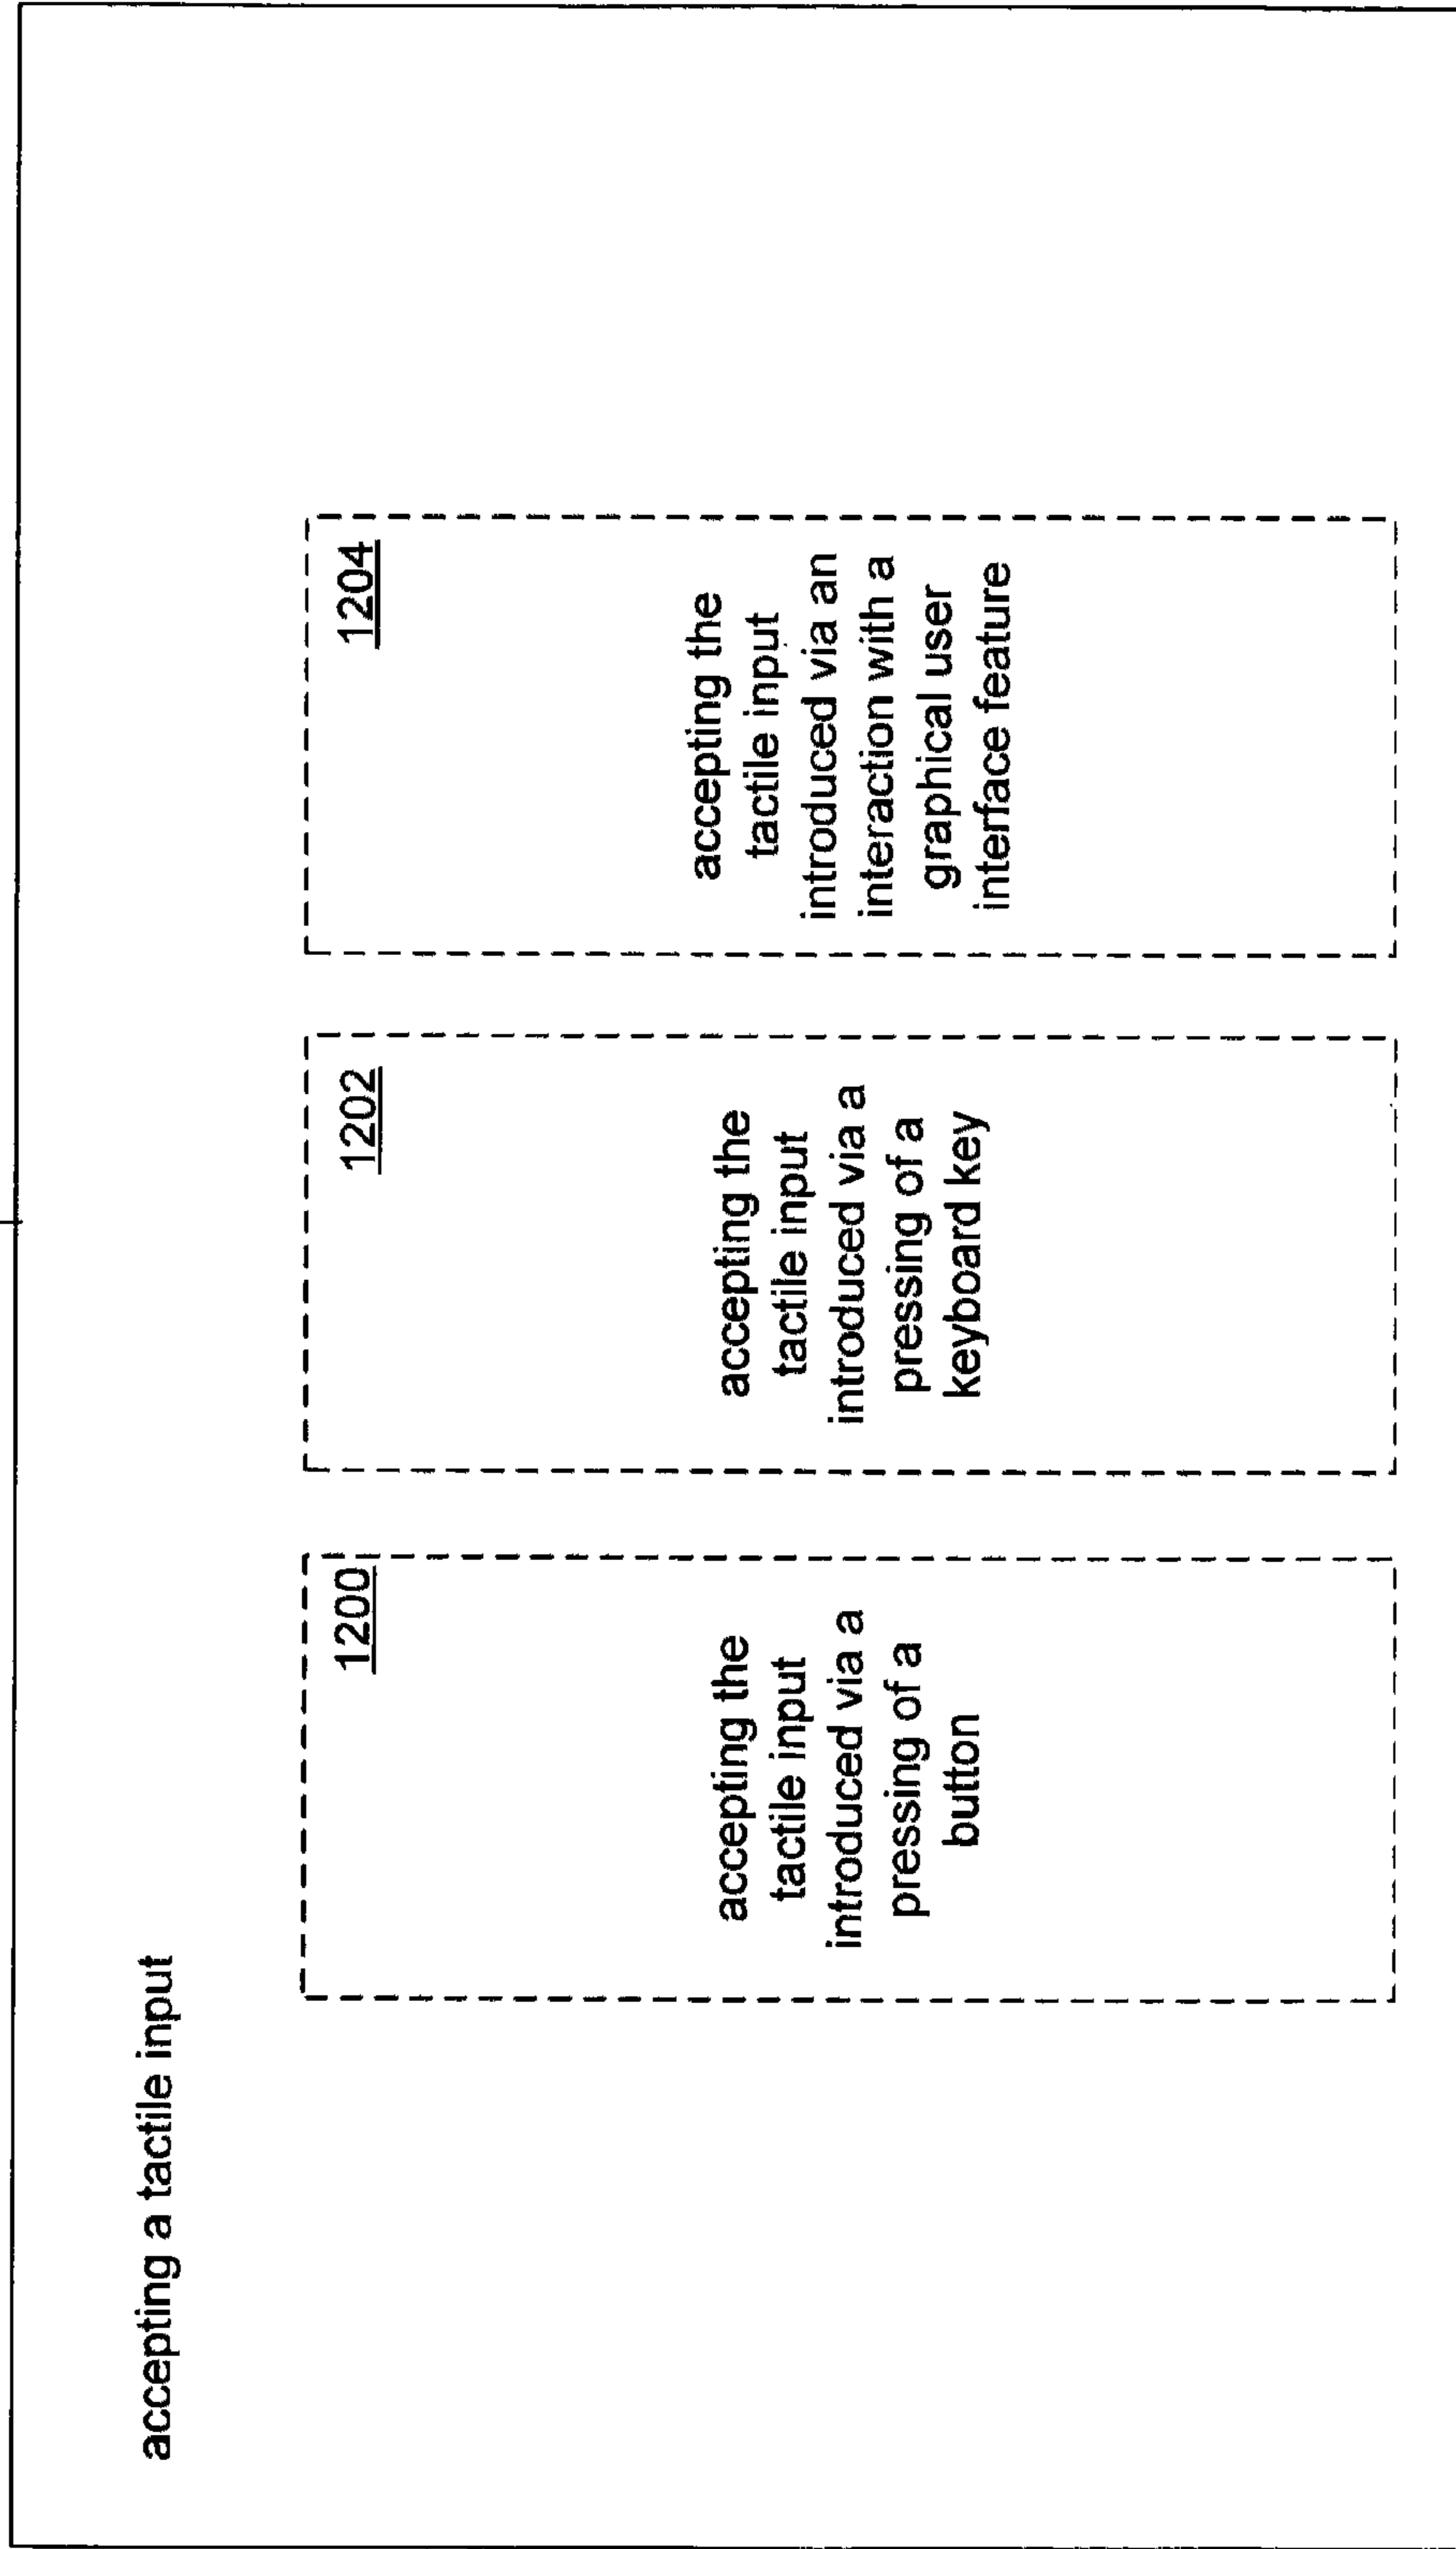 accepting a tactile input
1200
accepting the
tactile input
introduced via a
pressing of a
button
1202
accepting the
tactile input
introduced via a
pressing of a
keyboard key
1204
accepting the
tactile input
introduced via an
interaction with a
graphical user
interface feature